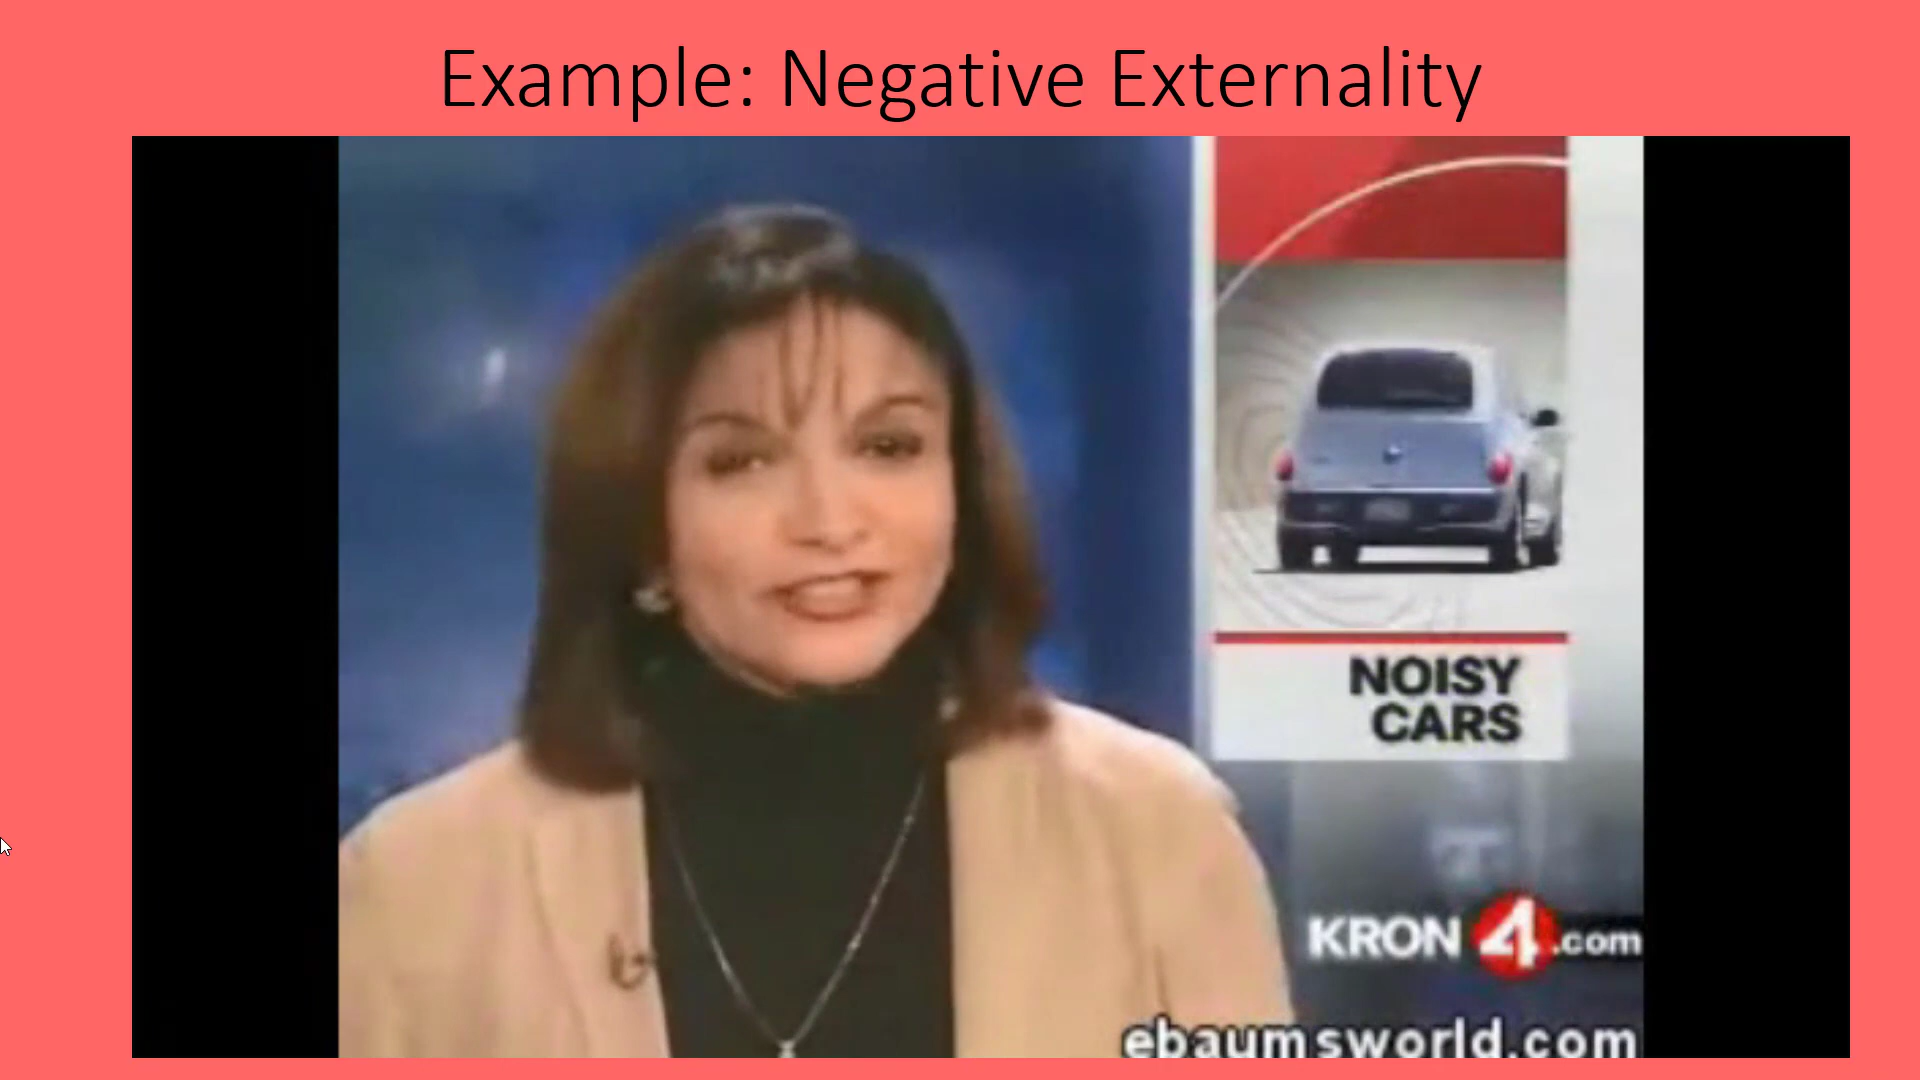 Example: Negative Externality
NOISY
CARS
KRON 4.com
ebaumsworld.com